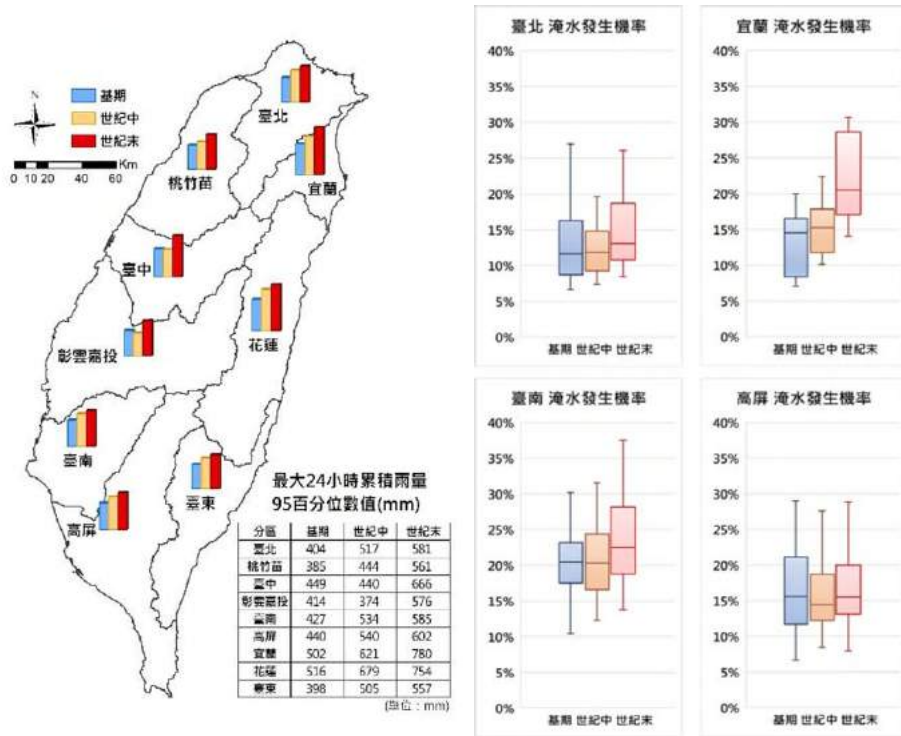 N
基期
世紀中
世紀末
Km
0 10 20 40 60
臺北
桃竹苗
宜蘭
臺中
彰雲嘉投
花蓮
臺南
臺東
高屏
最大24小時累積雨量
95百分位數值(mm)
分區 基期 世紀中 世紀末
臺北 404 517 581
桃竹苗 385 444 561
臺中 449 440 666
彰雲嘉投 414 374 576
臺南 427 534 585
高屏 440 540 602
宜蘭 502 621 780
花蓮 516 679 754
臺東 398 505 557
(單位：mm)
臺北 淹水發生機率
40%
35%
30%
25%
20%
15%
10%
5%
0%
基期 世紀中 世紀末
宜蘭 淹水發生機率
40%
35%
30%
25%
20%
15%
10%
5%
0%
基期 世紀中 世紀末
臺南 淹水發生機率
40%
35%
30%
25%
20%
15%
10%
5%
0%
基期 世紀中 世紀末
高屏 淹水發生機率
40%
35%
30%
25%
20%
15%
10%
5%
0%
基期 世紀中 世紀末